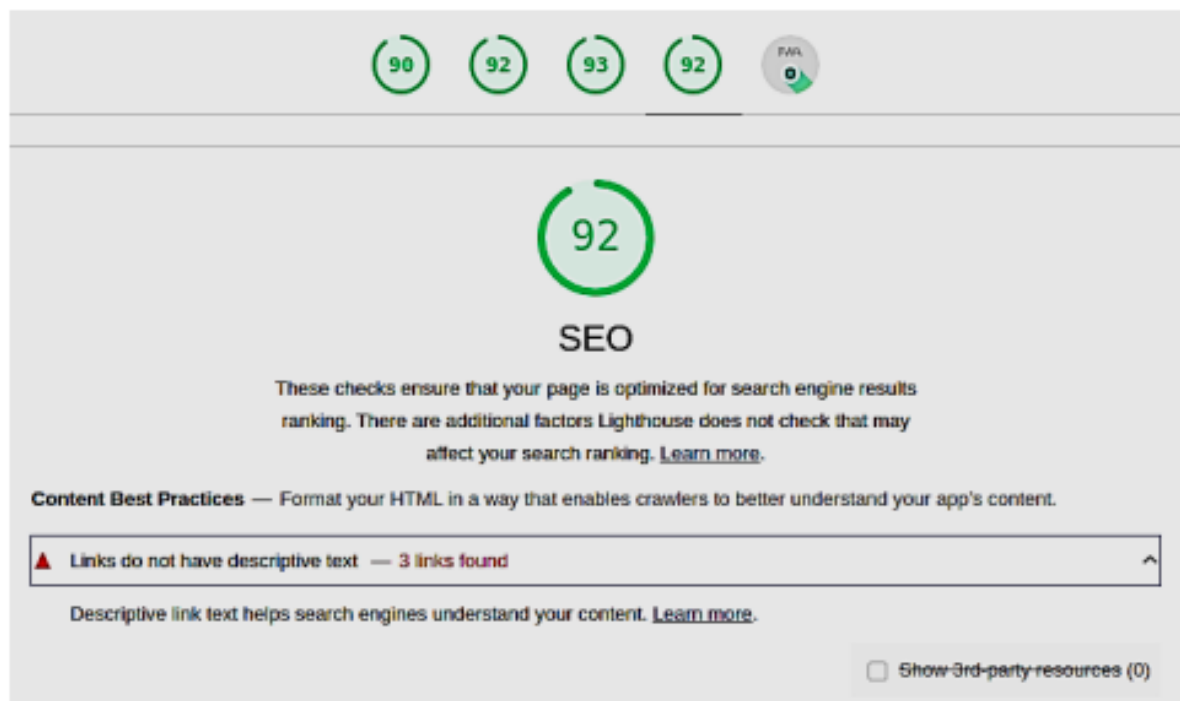 90 92 93 92 PWA
92
SEO
These checks ensure that your page is optimized for search engine results
ranking. There are additional factors Lighthouse does not check that may
affect your search ranking. Learn more.
Content Best Practices — Format your HTML in a way that enables crawlers to better understand your app's content.
Links do not have descriptive text — 3 links found
Descriptive link text helps search engines understand your content. Learn more.
Show 3rd-party resources (0)